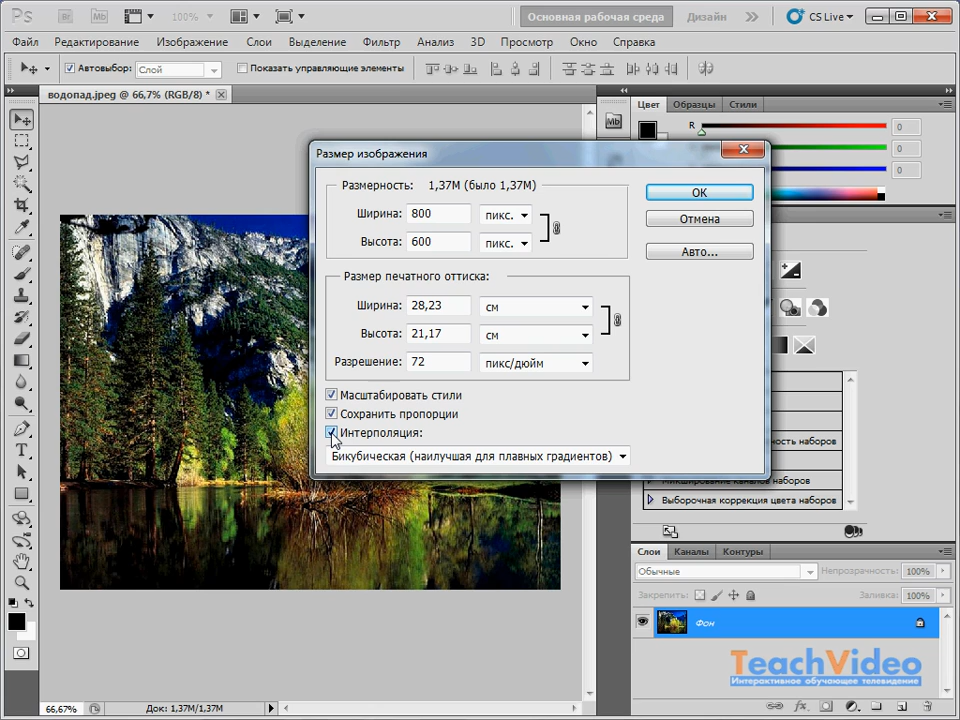 Ps Br Mb 100% Основная рабочая среда Дизайн CS Live
Файл Редактирование Изображение Слои Выделение Фильтр Анализ 3D Просмотр Окно Справка
Автовыбор: Слой Показать управляющие элементы
водопад.jpeg @ 66,7% (RGB/8) *
Mb
Цвет Образцы Стили
R 0
0
0
Размер изображения
Размерность: 1,37M (было 1,37M)
Ширина: 800 пикс.
Высота: 600 пикс.
OK
Отмена
Авто...
Размер печатного оттиска:
Ширина: 28,23 см
Высота: 21,17 см
Разрешение: 72 пикс/дюйм
Масштабировать стили
Сохранить пропорции
Интерполяция:
Бикубическая (наилучшая для плавных градиентов)
ность наборов
Микширование каналов наборов
Выборочная коррекция цвета наборов
Слои Каналы Контуры
Обычные Непрозрачность: 100%
Закрепить: Заливка: 100%
Фон
TeachVideo
Интерактивное обучающее телевидение
66,67% Док: 1,37M/1,37M